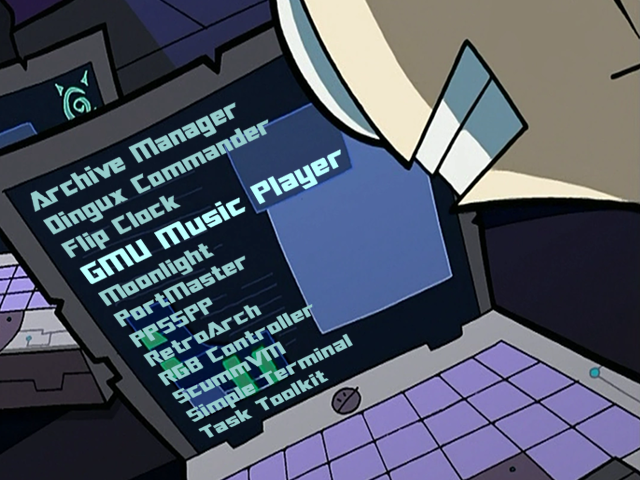 Archive Manager
Dingux Commander
Flip Clock
GMU Music Player
Moonlight
PortMaster
PPSSPP
RetroArch
RGB Controller
ScummVM
Simple Terminal
Task Toolkit